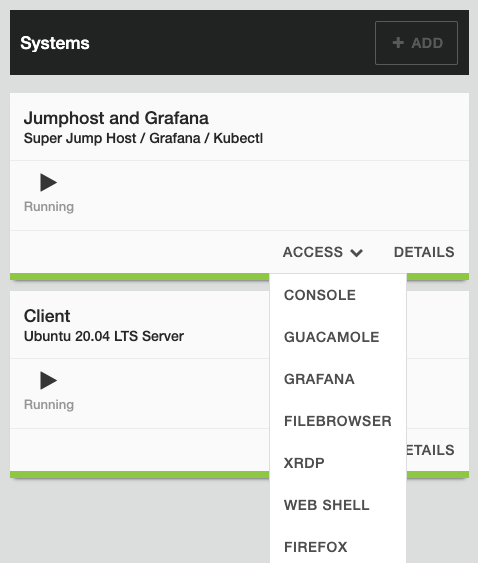 Systems
+ ADD
Jumphost and Grafana
Super Jump Host / Grafana / Kubectl
Running
ACCESS DETAILS
CONSOLE
Client
Ubuntu 20.04 LTS Server
GUACAMOLE
GRAFANA
Running
FILEBROWSER
ETAILS
XRDP
WEB SHELL
FIREFOX